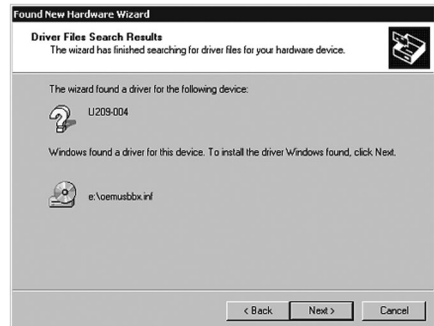 Found New Hardware Wizard
Driver Files Search Results
The wizard has finished searching for driver files for your hardware device.
The wizard found a driver for the following device:
U209-004
Windows found a driver for this device. To install the driver Windows found, click Next.
e:\oemusbbx.inf
< Back
Next >
Cancel